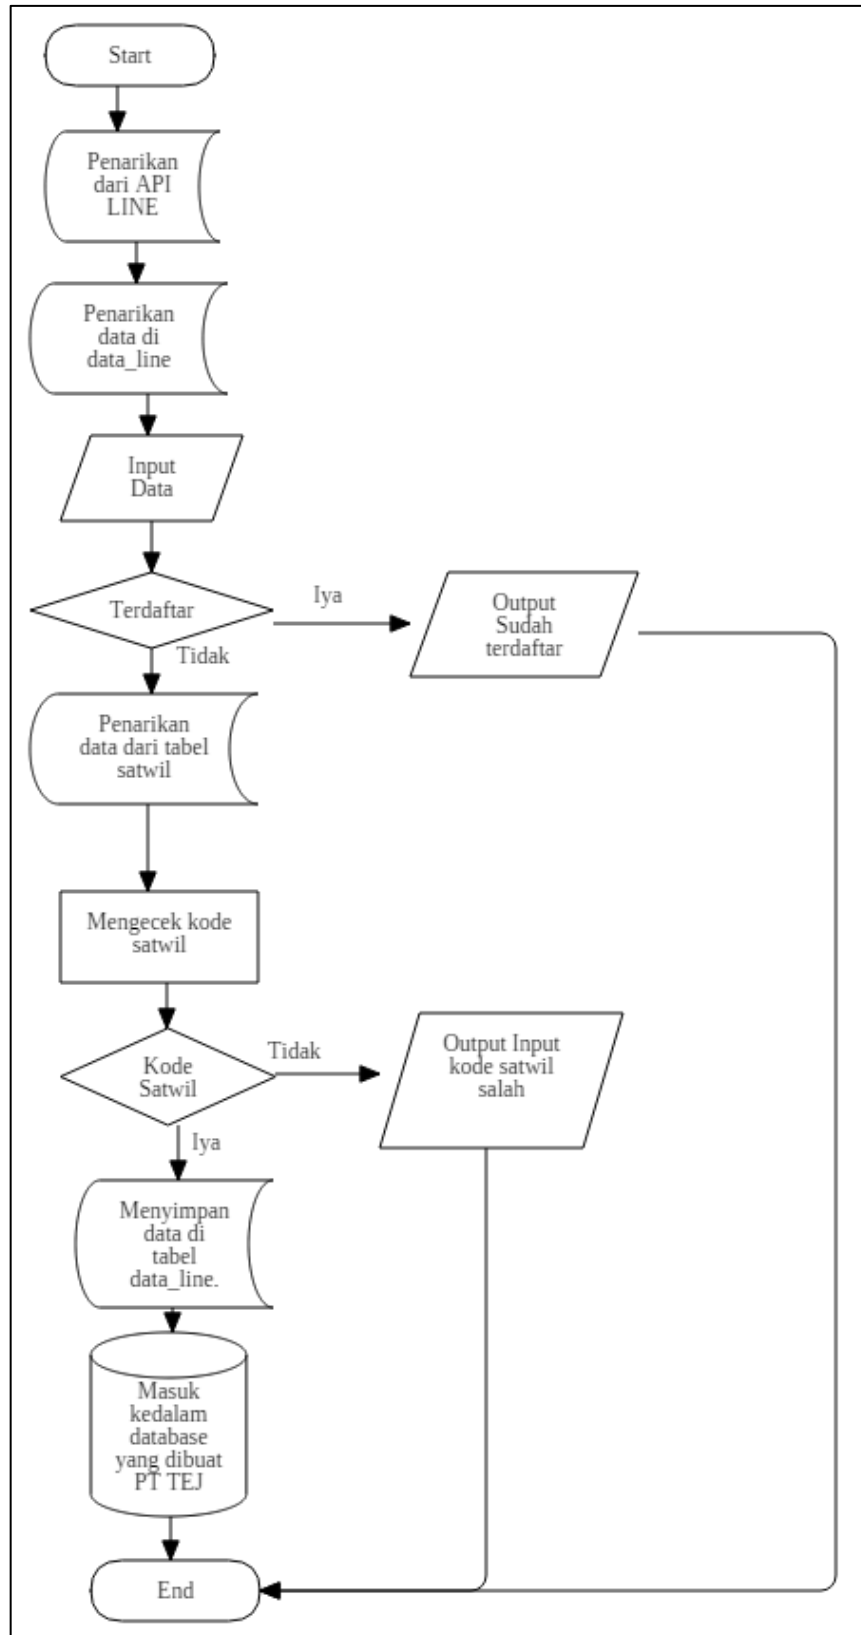 Start
Penarikan
dari API
LINE
Penarikan
data di
data_line
Input
Data
Terdaftar
Iya
Output
Sudah
terdaftar
Tidak
Penarikan
data dari tabel
satwil
Mengecek kode
satwil
Kode
Satwil
Tidak
Output Input
kode satwil
salah
Iya
Menyimpan
data di
tabel
data_line.
Masuk
kedalam
database
yang dibuat
PT TEJ
End